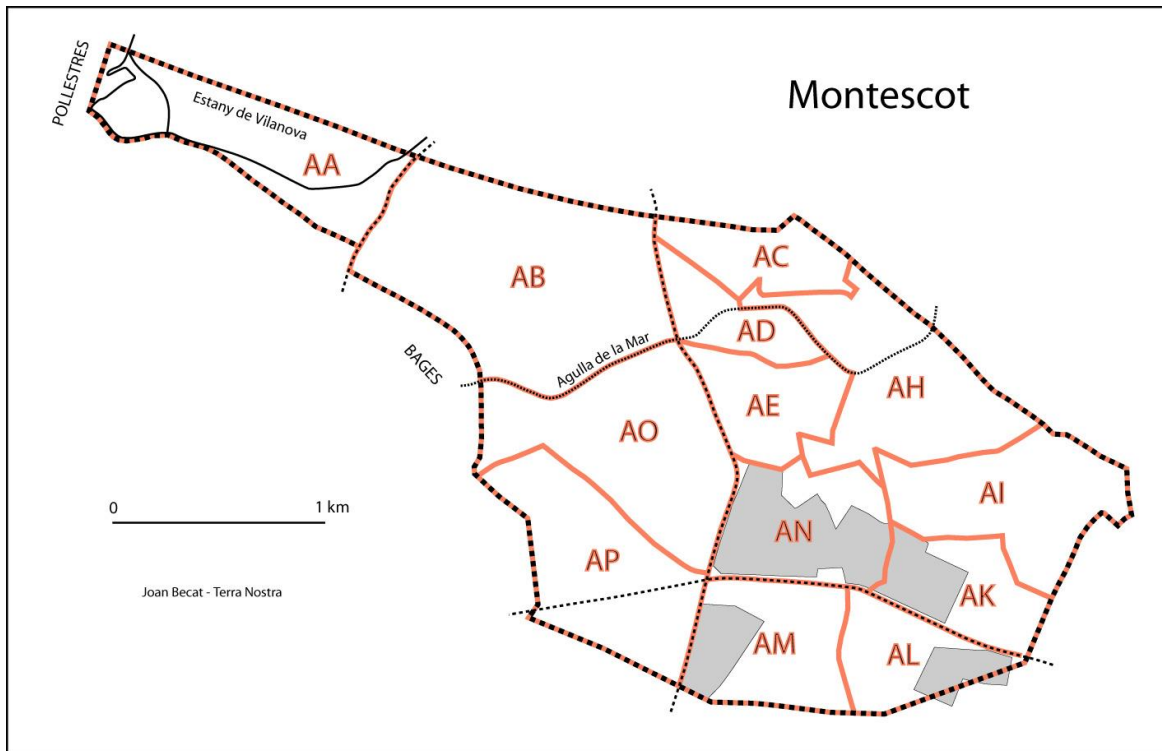 Montescot
POLLESTRES
Estany de Vilanova
AA
AB
AC
AD
Agulla de la Mar
BAGES
AE
AH
AO
AI
0 1 km
AN
AP
AK
Joan Becat - Terra Nostra
AM
AL